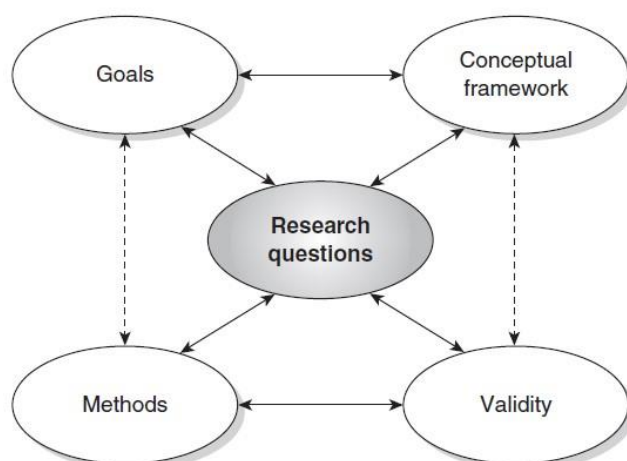 Goals
Conceptual
framework
Research
questions
Methods
Validity